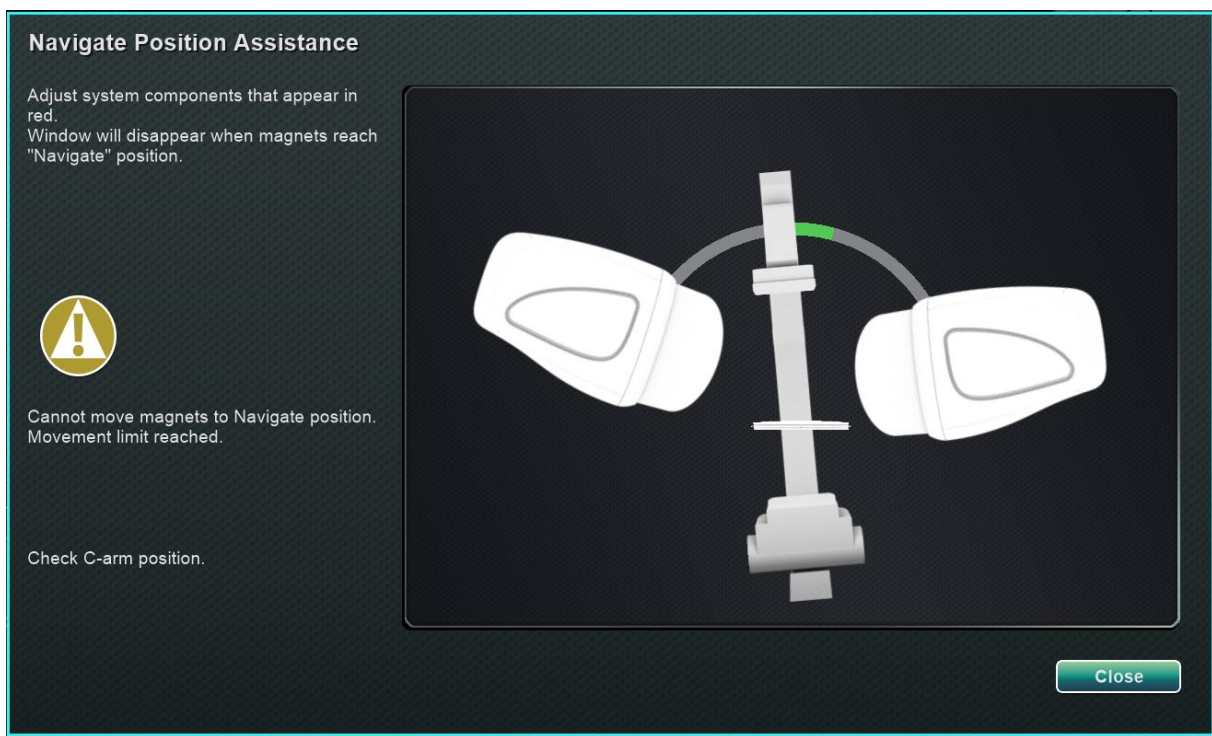 Navigate Position Assistance
Adjust system components that appear in
red.
Window will disappear when magnets reach
"Navigate" position.
Cannot move magnets to Navigate position.
Movement limit reached.
Check C-arm position.
Close